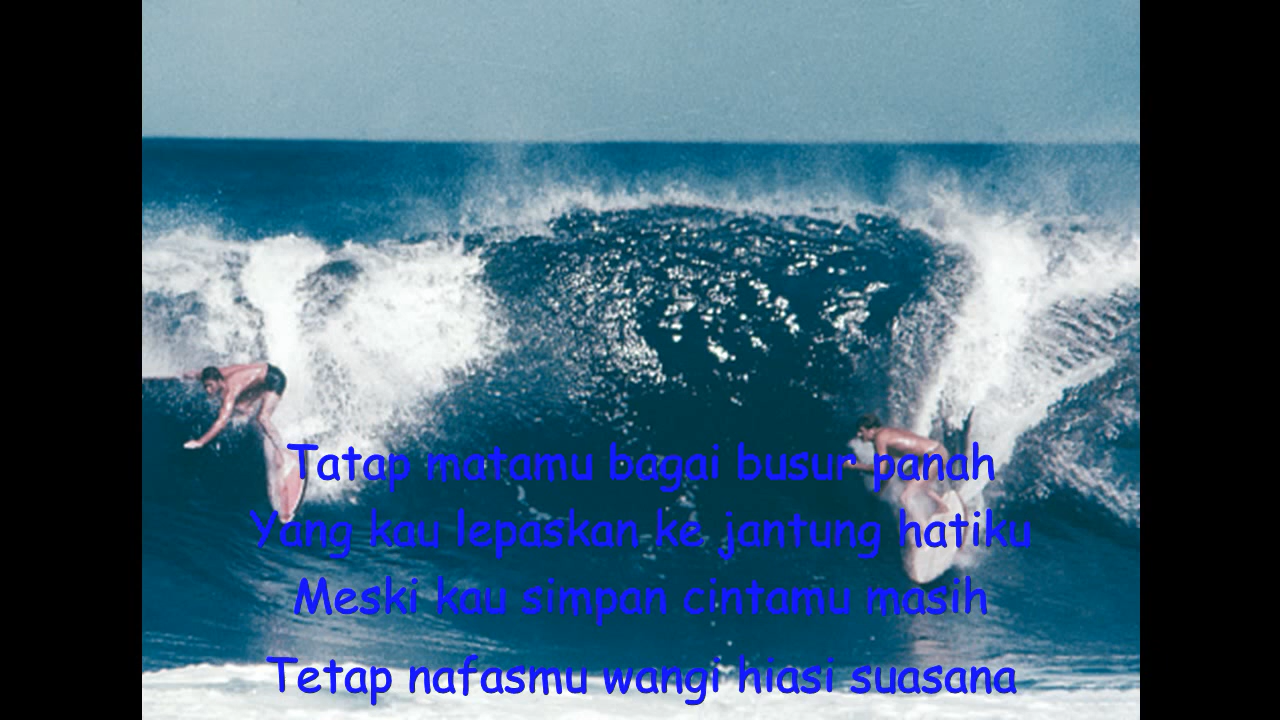 Tatap matamu bagai busur panah
Yang kau lepaskan ke jantung hatiku
Meski kau simpan cintamu masih
Tetap nafasmu wangi hiasi suasana